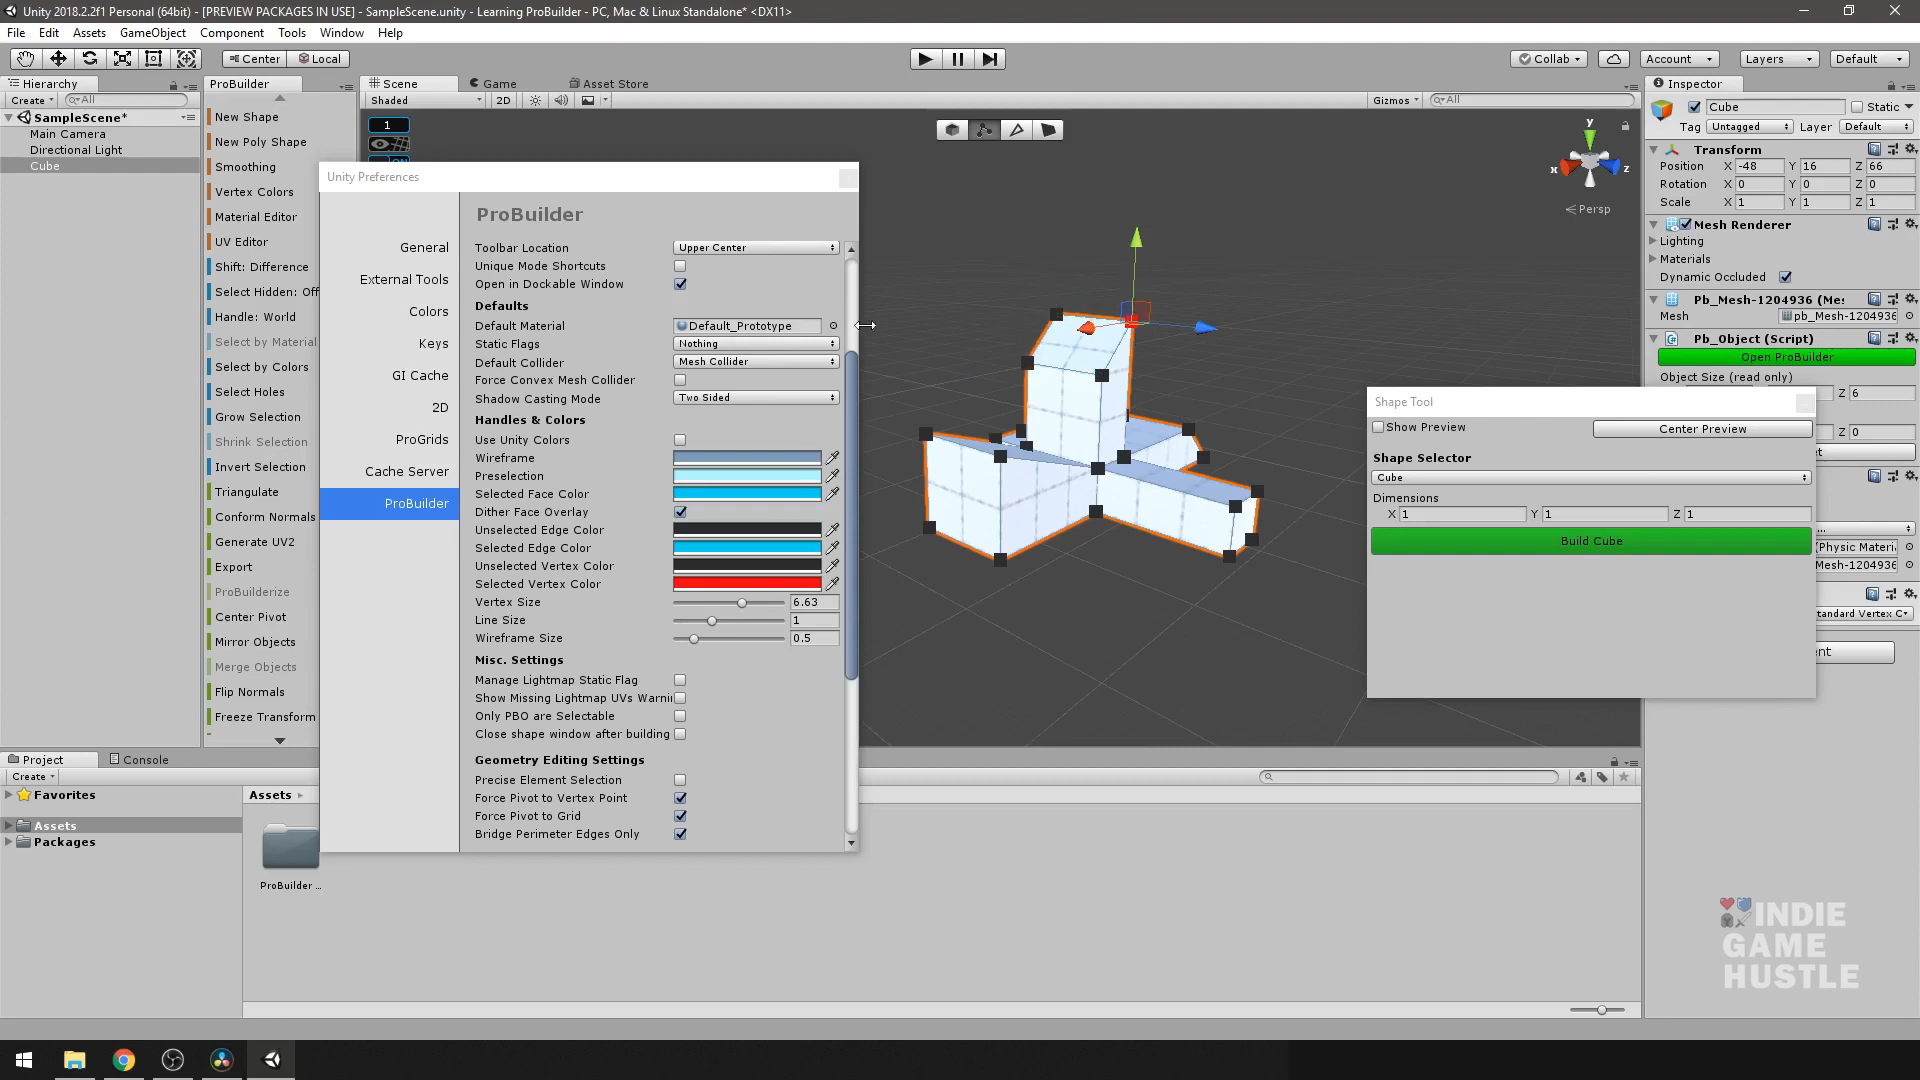 Unity 2018.2.2f1 Personal (64bit) - [PREVIEW PACKAGES IN USE] - SampleScene.unity - Learning ProBuilder - PC, Mac & Linux Standalone* <DX11>
File Edit Assets GameObject Component Tools Window Help
Center Local Collab Account Layers Default
Hierarchy
Create All
SampleScene*
Main Camera
Directional Light
Cube
ProBuilder
New Shape
New Poly Shape
Smoothing
Vertex Colors
Material Editor
UV Editor
Shift: Difference
Select Hidden: Off
Handle: World
Select by Material
Select by Colors
Select Holes
Grow Selection
Shrink Selection
Invert Selection
Triangulate
Conform Normals
Generate UV2
Export
ProBuilderize
Center Pivot
Mirror Objects
Merge Objects
Flip Normals
Freeze Transform
Scene Game Asset Store
Shaded 2D Gizmos All
1
y
x z
Persp
Unity Preferences
General
External Tools
Colors
Keys
GI Cache
2D
ProGrids
Cache Server
ProBuilder
ProBuilder
Toolbar Location Upper Center
Unique Mode Shortcuts
Open in Dockable Window
Defaults
Default Material Default_Prototype
Static Flags Nothing
Default Collider Mesh Collider
Force Convex Mesh Collider
Shadow Casting Mode Two Sided
Handles & Colors
Use Unity Colors
Wireframe
Preselection
Selected Face Color
Dither Face Overlay
Unselected Edge Color
Selected Edge Color
Unselected Vertex Color
Selected Vertex Color
Vertex Size 6.63
Line Size 1
Wireframe Size 0.5
Misc. Settings
Manage Lightmap Static Flag
Show Missing Lightmap UVs Warni
Only PBO are Selectable
Close shape window after building
Geometry Editing Settings
Precise Element Selection
Force Pivot to Vertex Point
Force Pivot to Grid
Bridge Perimeter Edges Only
Shape Tool
Show Preview Center Preview
Shape Selector
Cube
Dimensions
X 1 Y 1 Z 1
Build Cube
Inspector
Cube Static
Tag Untagged Layer Default
Transform
Position X -48 Y 16 Z 66
Rotation X 0 Y 0 Z 0
Scale X 1 Y 1 Z 1
Mesh Renderer
Lighting
Materials
Dynamic Occluded
Pb_Mesh-1204936 (Me:
Mesh pb_Mesh-1204936
Pb_Object (Script)
Open ProBuilder
Object Size (read only)
Z 6
Z 0
(Physic Materi
Mesh-1204936
tandard Vertex C
Project Console
Create
Favorites
Assets
Packages
Assets
ProBuilder ...
INDIE
GAME
HUSTLE